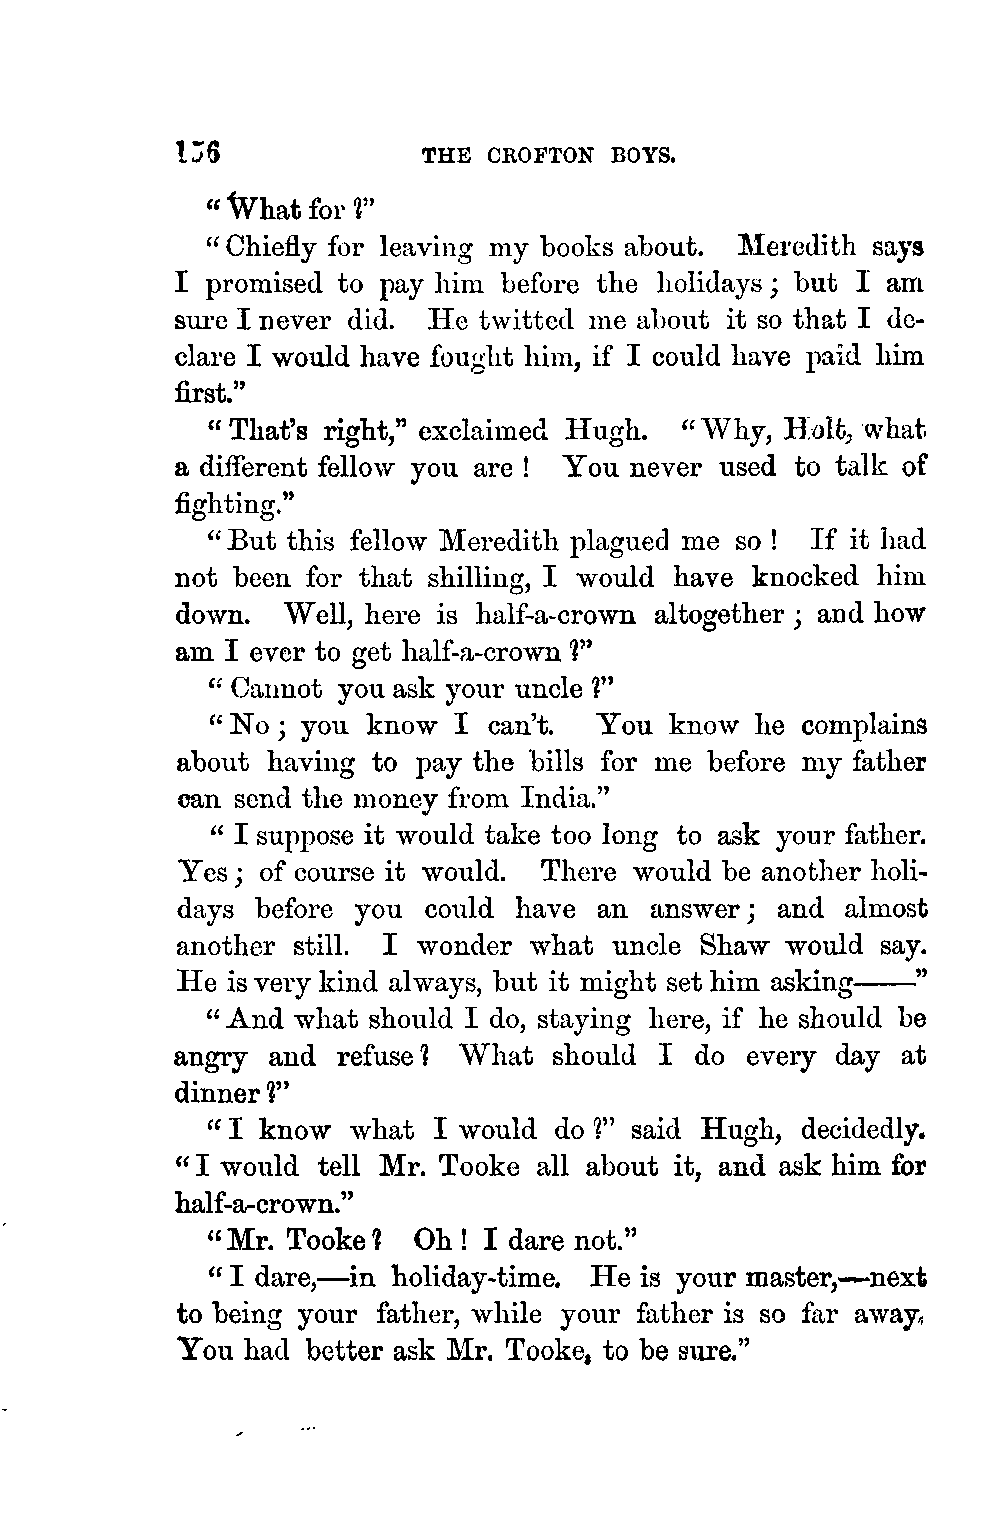 156 THE CROFTON BOYS.
"What for?"
"Chiefly for leaving my books about. Meredith says
I promised to pay him before the holidays; but I am
sure I never did. He twitted me about it so that I de-
clare I would have fought him, if I could have paid him
first."
"That's right," exclaimed Hugh. "Why, Holt, what
a different fellow you are! You never used to talk of
fighting."
"But this fellow Meredith plagued me so! If it had
not been for that shilling, I would have knocked him
down. Well, here is half-a-crown altogether; and how
am I ever to get half-a-crown?"
"Cannot you ask your uncle?"
"No; you know I can't. You know he complains
about having to pay the bills for me before my father
can send the money from India."
"I suppose it would take too long to ask your father.
Yes; of course it would. There would be another holi-
days before you could have an answer; and almost
another still. I wonder what uncle Shaw would say.
He is very kind always, but it might set him asking——"
"And what should I do, staying here, if he should be
angry and refuse? What should I do every day at
dinner?"
"I know what I would do?" said Hugh, decidedly.
"I would tell Mr. Tooke all about it, and ask him for
half-a-crown."
"Mr. Tooke? Oh! I dare not."
"I dare,—in holiday-time. He is your master,—next
to being your father, while your father is so far away.
You had better ask Mr. Tooke, to be sure."